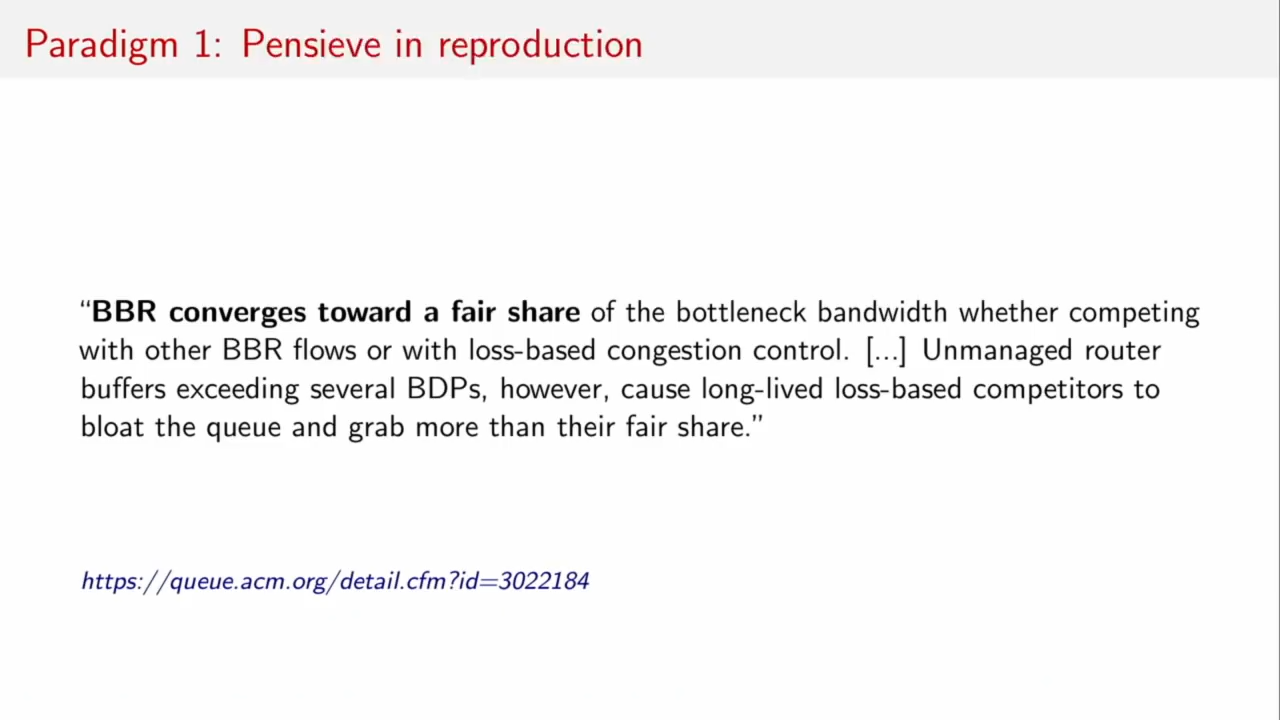 Paradigm 1: Pensieve in reproduction
“BBR converges toward a fair share of the bottleneck bandwidth whether competing
with other BBR flows or with loss-based congestion control. [...] Unmanaged router
buffers exceeding several BDPs, however, cause long-lived loss-based competitors to
bloat the queue and grab more than their fair share.”
https://queue.acm.org/detail.cfm?id=3022184